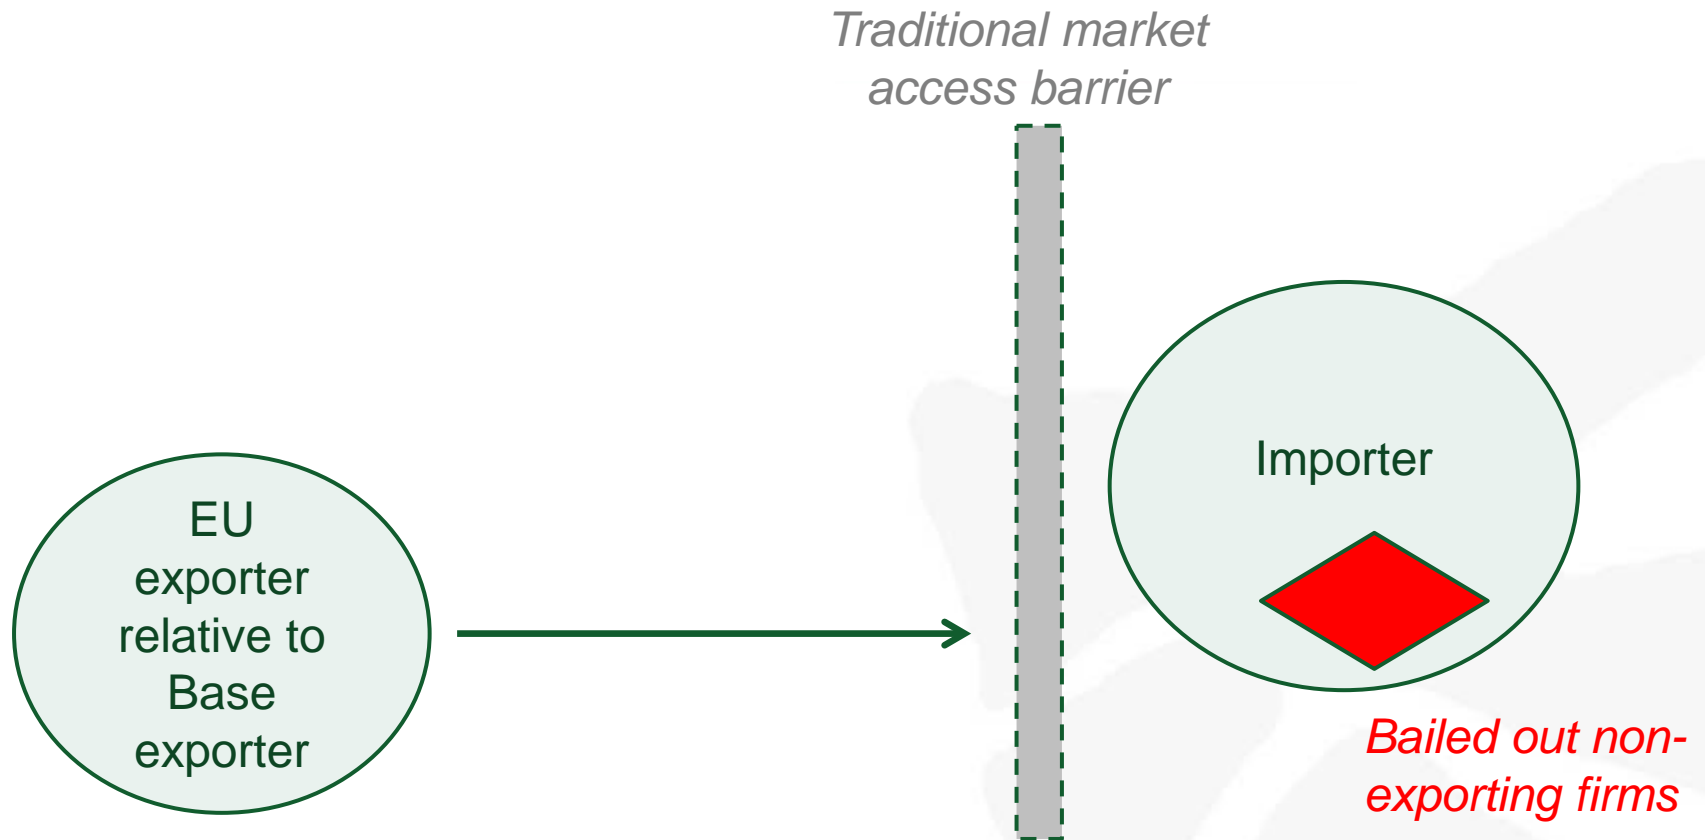 Traditional market
access barrier
Importer
EU
exporter
relative to
Base
exporter
Bailed out non-
exporting firms